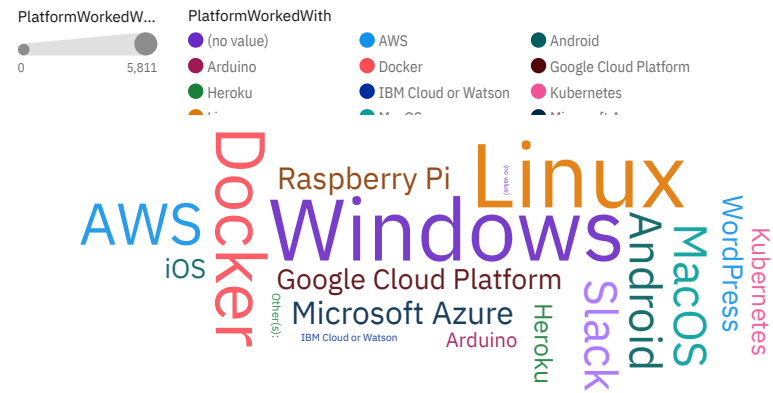 PlatformWorkedW...
PlatformWorkedWith
0
5,811
(no value)
AWS
Android
Arduino
Docker
Google Cloud Platform
Heroku
IBM Cloud or Watson
Kubernetes
Docker
Linux
Raspberry Pi
(no value)
AWS
Windows
WordPress
Android
MacOS
Kubernetes
iOS
Google Cloud Platform
Slack
Other(s):
Microsoft Azure
Heroku
IBM Cloud or Watson
Arduino